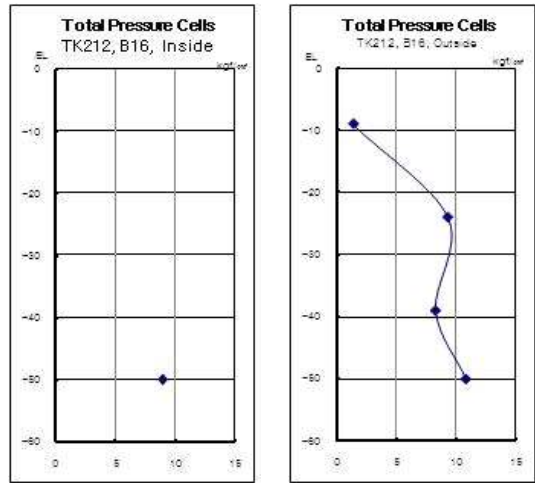 Total Pressure Cells
TK212, B16, Inside
EL
kgf/㎠
0
-10
-20
-30
-40
-50
-60
0 5 10 15
Total Pressure Cells
TK212, B16, Outside
EL
kgf/㎠
0
-10
-20
-30
-40
-50
-60
0 5 10 15